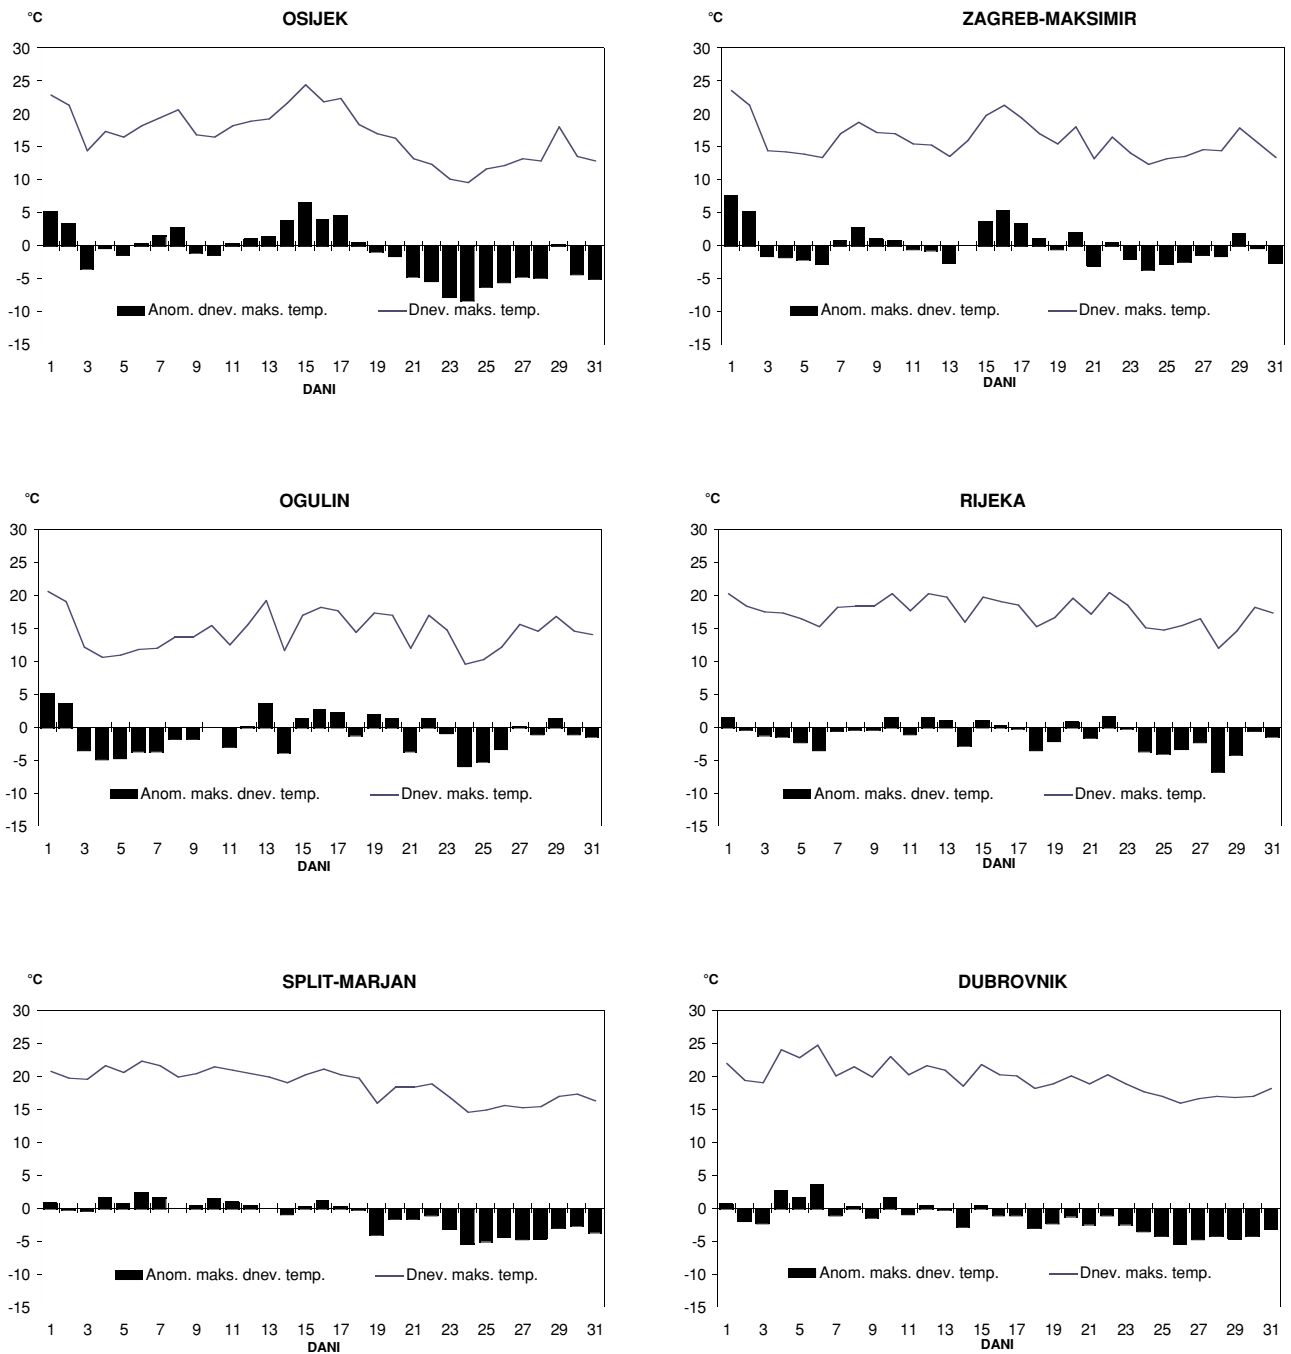 °C OSIJEK
30
25
20
15
10
5
0
-5
-10
-15
Anom. dnev. maks. temp. Dnev. maks. temp.
1 3 5 7 9 11 13 15 17 19 21 23 25 27 29 31
DANI
°C ZAGREB-MAKSIMIR
30
25
20
15
10
5
0
-5
-10
-15
Anom. maks. dnev. temp. Dnev. maks. temp.
1 3 5 7 9 11 13 15 17 19 21 23 25 27 29 31
DANI
°C OGULIN
30
25
20
15
10
5
0
-5
-10
-15
Anom. maks. dnev. temp. Dnev. maks. temp.
1 3 5 7 9 11 13 15 17 19 21 23 25 27 29 31
DANI
°C RIJEKA
30
25
20
15
10
5
0
-5
-10
-15
Anom. maks. dnev. temp. Dnev. maks. temp.
1 3 5 7 9 11 13 15 17 19 21 23 25 27 29 31
DANI
°C SPLIT-MARJAN
30
25
20
15
10
5
0
-5
-10
-15
Anom. maks. dnev. temp. Dnev. maks. temp.
1 3 5 7 9 11 13 15 17 19 21 23 25 27 29 31
DANI
°C DUBROVNIK
30
25
20
15
10
5
0
-5
-10
-15
Anom. maks. dnev. temp. Dnev. maks. temp.
1 3 5 7 9 11 13 15 17 19 21 23 25 27 29 31
DANI